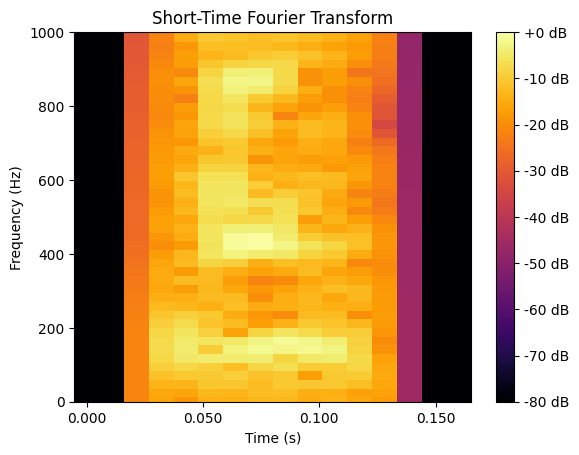 Short-Time Fourier Transform
1000
800
600
400
200
0
Frequency (Hz)
0.000
0.050
0.100
0.150
Time (s)
+0 dB
-10 dB
-20 dB
-30 dB
-40 dB
-50 dB
-60 dB
-70 dB
-80 dB